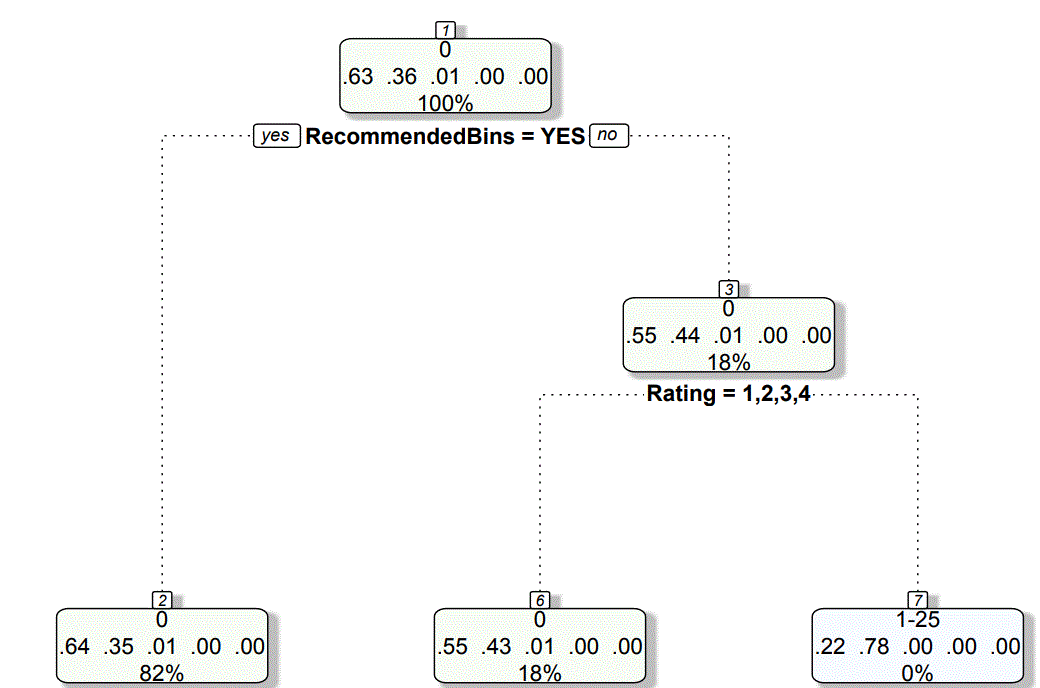 1
0
.63 .36 .01 .00 .00
100%
yes RecommendedBins = YES no
3
0
.55 .44 .01 .00 .00
18%
Rating = 1,2,3,4
2
0
.64 .35 .01 .00 .00
82%
6
0
.55 .43 .01 .00 .00
18%
7
1-25
.22 .78 .00 .00 .00
0%